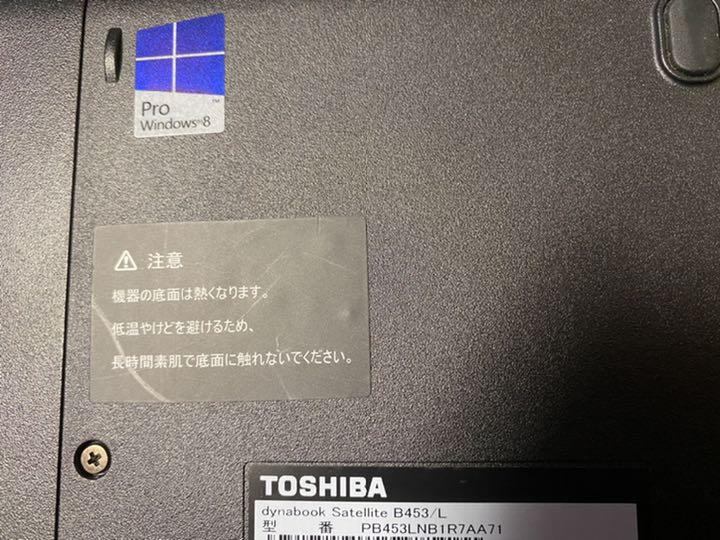 Pro
Windows®8
™
⚠ 注意
機器の底面は熱くなります。
低温やけどを避けるため、
長時間素肌で底面に触れないでください。
TOSHIBA
dynabook Satellite B453/L
型 番 PB453LNB1R7AA71